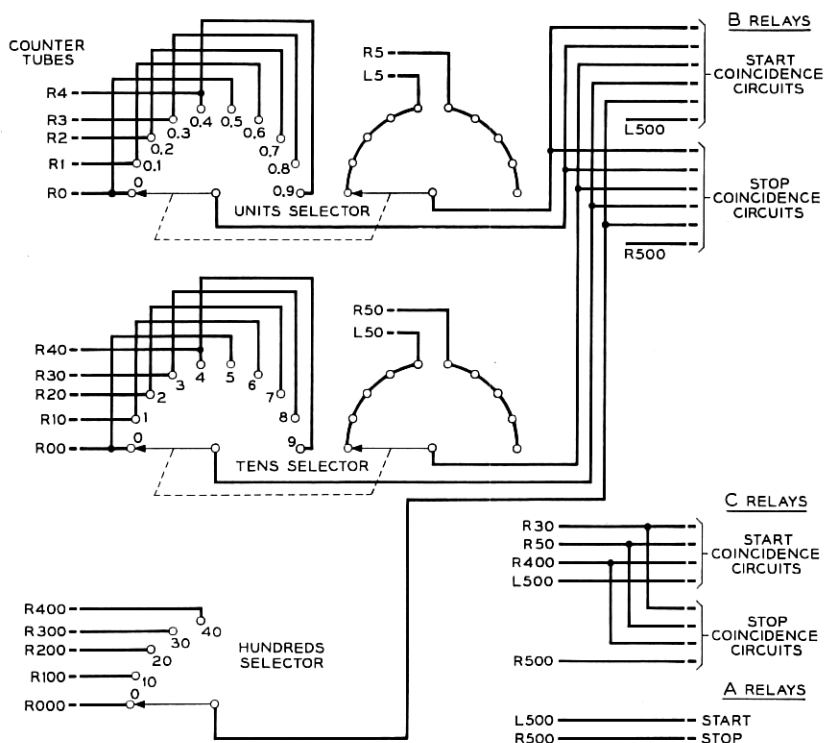 COUNTER
TUBES
R4
R3
R2
R1
R0
0
0.1
0.2
0.3
0.4
0.5
0.6
0.7
0.8
0.9
UNITS SELECTOR
R5
L5
B RELAYS
START
COINCIDENCE
CIRCUITS
L500
STOP
COINCIDENCE
CIRCUITS
R500
R40
R30
R20
R10
R00
0
1
2
3
4
5
6
7
8
9
TENS SELECTOR
R50
L50
C RELAYS
R30
R50
R400
L500
START
COINCIDENCE
CIRCUITS
STOP
COINCIDENCE
CIRCUITS
R500
R400
R300
R200
R100
R000
0
10
20
30
40
HUNDREDS
SELECTOR
A RELAYS
L500 START
R500 STOP